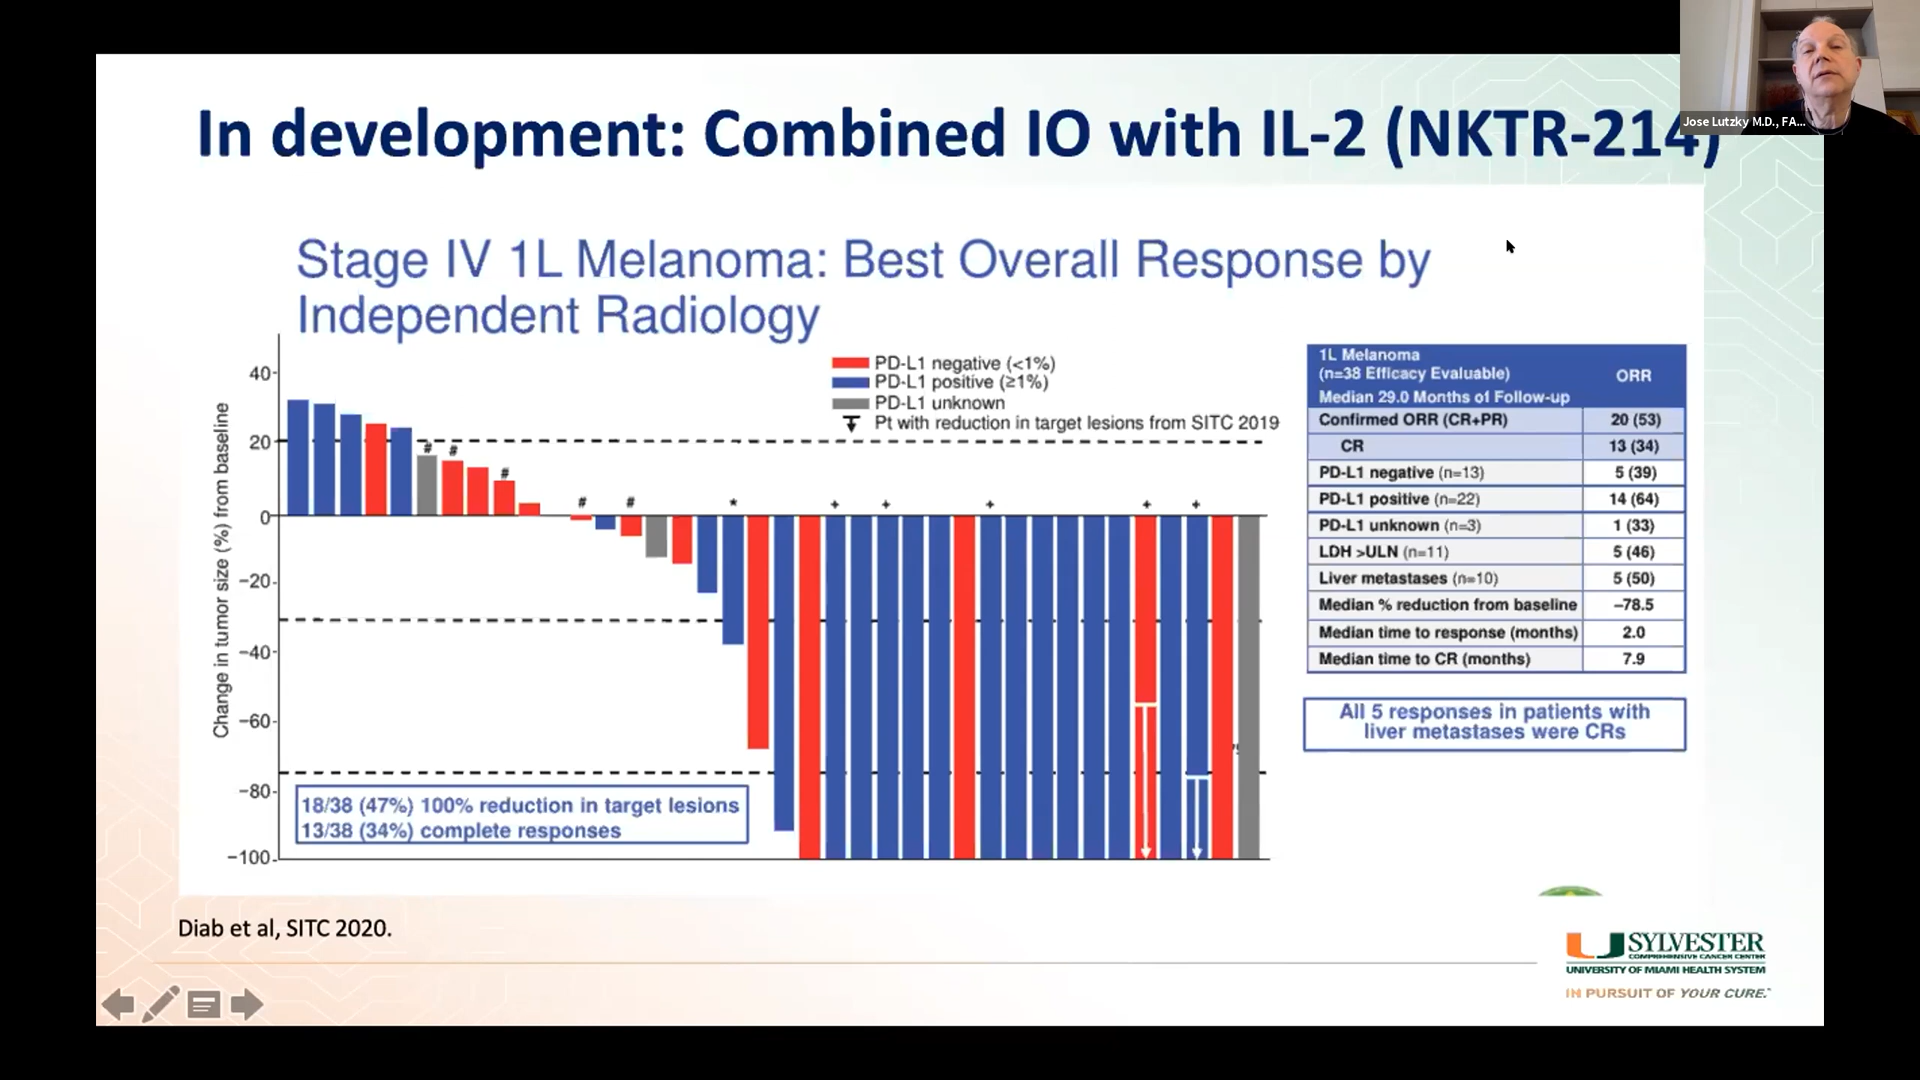 In development: Combined IO with IL-2 (NKTR-214)
Jose Lutzky M.D., FA...
Stage IV 1L Melanoma: Best Overall Response by
Independent Radiology
PD-L1 negative (<1%)
PD-L1 positive (≥1%)
PD-L1 unknown
Pt with reduction in target lesions from SITC 2019
Change in tumor size (%) from baseline
40
20
0
−20
−40
−60
−80
−100
# # #
# # * + + + + +
18/38 (47%) 100% reduction in target lesions
13/38 (34%) complete responses
1L Melanoma
(n=38 Efficacy Evaluable)
Median 29.0 Months of Follow-up
ORR
Confirmed ORR (CR+PR) 20 (53)
CR 13 (34)
PD-L1 negative (n=13) 5 (39)
PD-L1 positive (n=22) 14 (64)
PD-L1 unknown (n=3) 1 (33)
LDH >ULN (n=11) 5 (46)
Liver metastases (n=10) 5 (50)
Median % reduction from baseline −78.5
Median time to response (months) 2.0
Median time to CR (months) 7.9
All 5 responses in patients with
liver metastases were CRs
Diab et al, SITC 2020.
SYLVESTER
COMPREHENSIVE CANCER CENTER
UNIVERSITY OF MIAMI HEALTH SYSTEM
IN PURSUIT OF YOUR CURE.